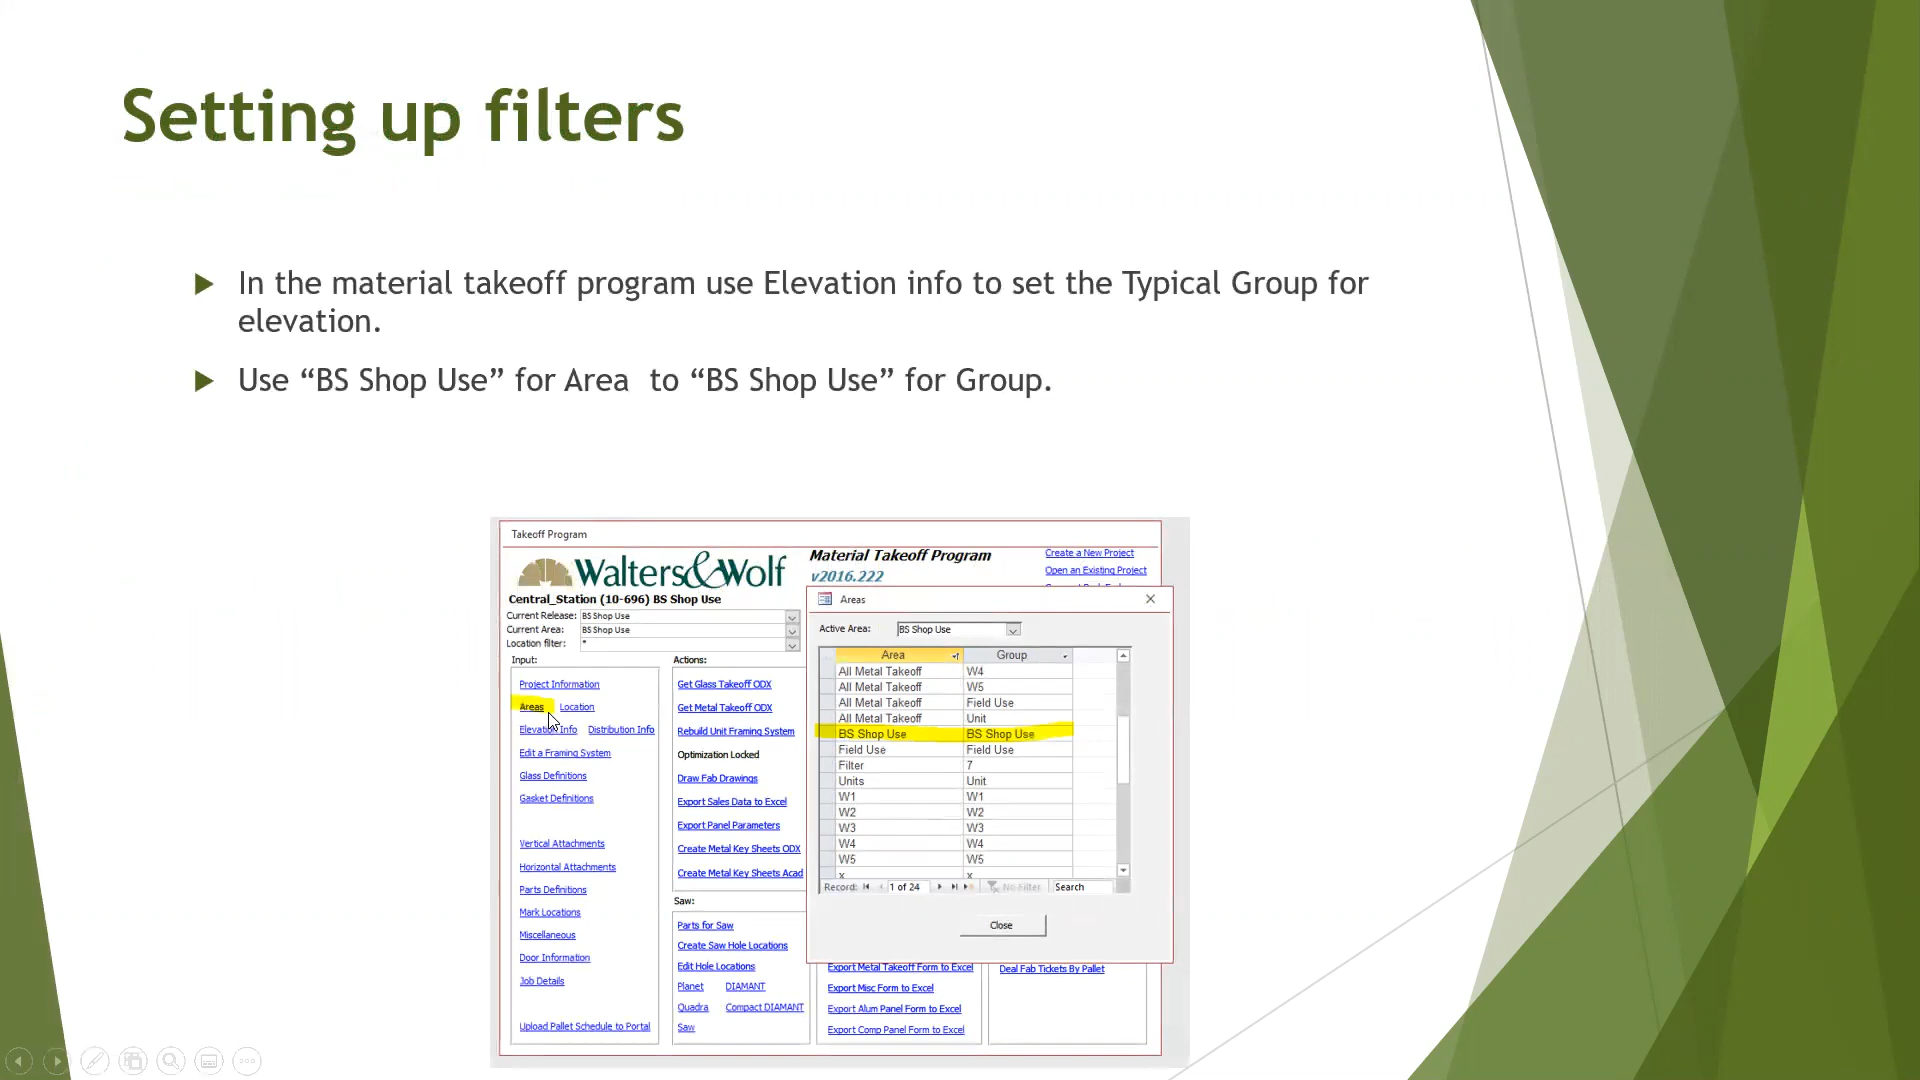 Setting up filters
In the material takeoff program use Elevation info to set the Typical Group for
elevation.
Use “BS Shop Use” for Area  to “BS Shop Use” for Group.
Takeoff Program
Walters&Wolf
Material Takeoff Program
v2016.222
Create a New Project
Open an Existing Project
Central_Station (10-696) BS Shop Use
Current Release: BS Shop Use
Current Area: BS Shop Use
Location filter: *
Input:
Project Information
Areas Location
Elevation Info Distribution Info
Edit a Framing System
Glass Definitions
Gasket Definitions
Vertical Attachments
Horizontal Attachments
Parts Definitions
Mark Locations
Miscellaneous
Door Information
Job Details
Upload Pallet Schedule to Portal
Actions:
Get Glass Takeoff ODX
Get Metal Takeoff ODX
Rebuild Unit Framing System
Optimization Locked
Draw Fab Drawings
Export Sales Data to Excel
Export Panel Parameters
Create Metal Key Sheets ODX
Create Metal Key Sheets Acad
Saw:
Parts for Saw
Create Saw Hole Locations
Edit Hole Locations
Planet DIAMANT
Quadra Compact DIAMANT
Saw
Areas
Active Area: BS Shop Use
Area Group
All Metal Takeoff W4
All Metal Takeoff W5
All Metal Takeoff Field Use
All Metal Takeoff Unit
BS Shop Use BS Shop Use
Field Use Field Use
Filter 7
Units Unit
W1 W1
W2 W2
W3 W3
W4 W4
W5 W5
x x
Record: 1 of 24 No Filter Search
Close
Export Metal Takeoff Form to Excel
Export Misc Form to Excel
Export Alum Panel Form to Excel
Export Comp Panel Form to Excel
Deal Fab Tickets By Pallet